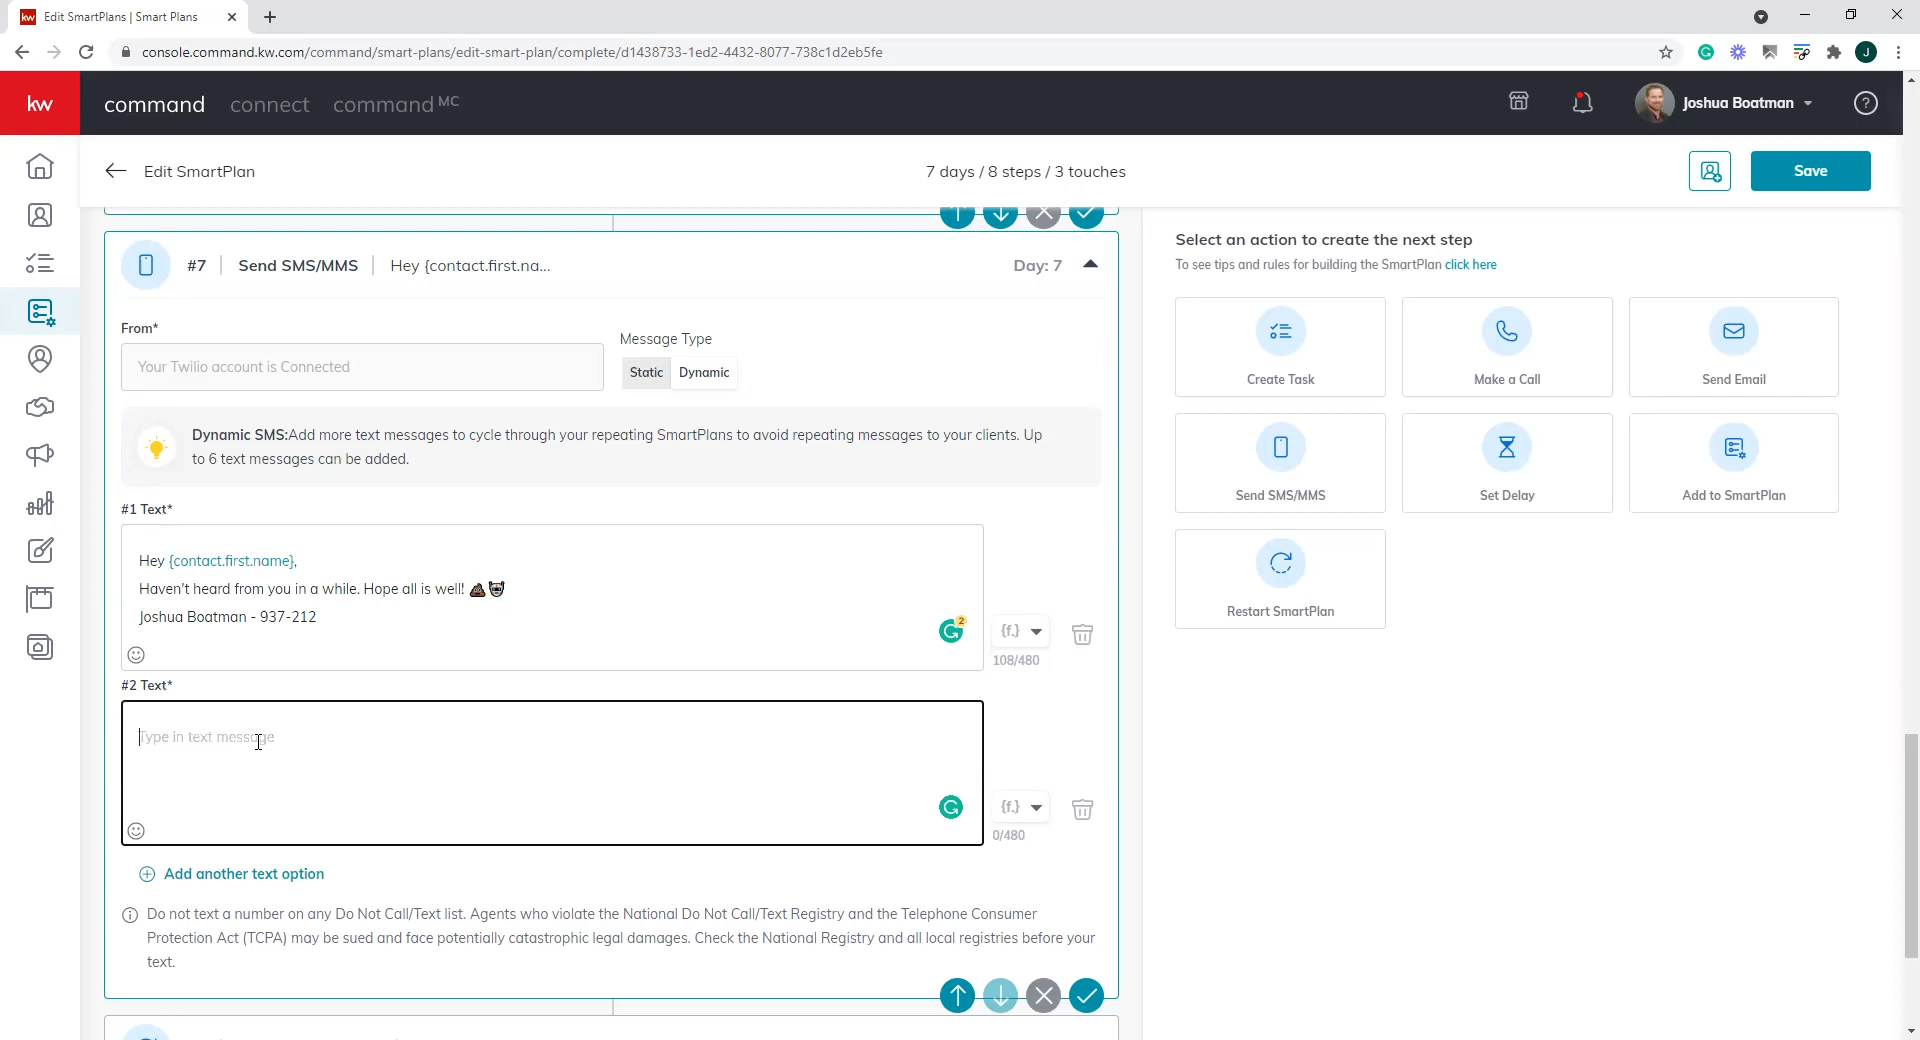 Edit SmartPlans | Smart Plans
console.command.kw.com/command/smart-plans/edit-smart-plan/complete/d1438733-1ed2-4432-8077-738c1d2eb5fe
J
kw command connect command MC
Joshua Boatman
Edit SmartPlan
7 days / 8 steps / 3 touches
Save
#7 Send SMS/MMS Hey {contact.first.na...
Day: 7
From*
Message Type
Your Twilio account is Connected
Static Dynamic
Dynamic SMS:Add more text messages to cycle through your repeating SmartPlans to avoid repeating messages to your clients. Up
to 6 text messages can be added.
#1 Text*
Hey {contact.first.name},
Haven't heard from you in a while. Hope all is well! 💩🤖
Joshua Boatman - 937-212
2
{f.}
108/480
#2 Text*
Type in text message
{f.}
0/480
Add another text option
Do not text a number on any Do Not Call/Text list. Agents who violate the National Do Not Call/Text Registry and the Telephone Consumer
Protection Act (TCPA) may be sued and face potentially catastrophic legal damages. Check the National Registry and all local registries before your
text.
Select an action to create the next step
To see tips and rules for building the SmartPlan click here
Create Task
Make a Call
Send Email
Send SMS/MMS
Set Delay
Add to SmartPlan
Restart SmartPlan